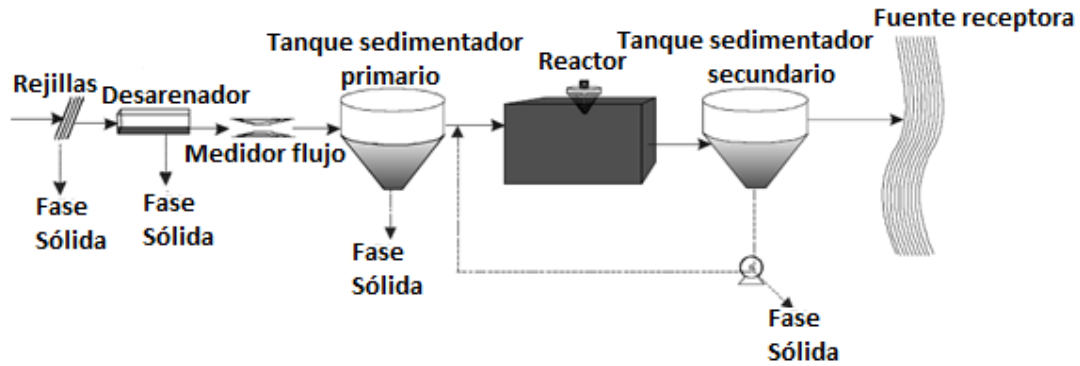 Fuente receptora
Tanque sedimentador
primario
Tanque sedimentador
secundario
Reactor
Rejillas
Desarenador
Medidor flujo
Fase
Sólida
Fase
Sólida
Fase
Sólida
Fase
Sólida